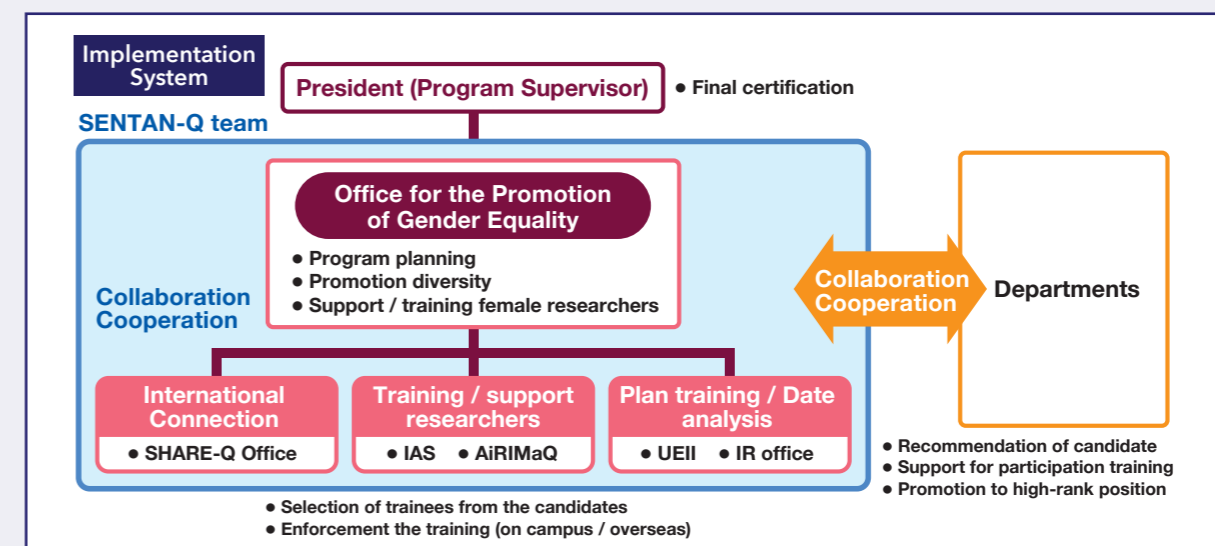 Implementation
System
President (Program Supervisor)
● Final certification
SENTAN-Q team
Office for the Promotion
of Gender Equality
● Program planning
● Promotion diversity
● Support / training female researchers
Collaboration
Cooperation
International
Connection
● SHARE-Q Office
Training / support
researchers
● IAS ● AiRIMaQ
Plan training / Date
analysis
● UEII ● IR office
● Selection of trainees from the candidates
● Enforcement the training (on campus / overseas)
Collaboration
Cooperation
Departments
● Recommendation of candidate
● Support for participation training
● Promotion to high-rank position